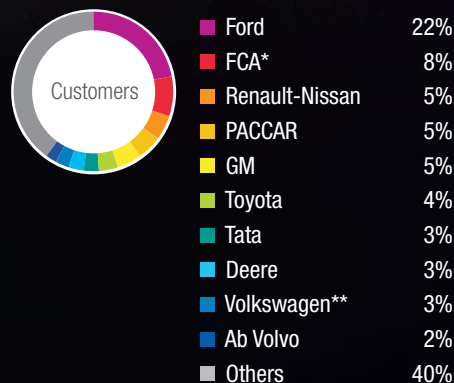 Customers
Ford 22%
FCA* 8%
Renault-Nissan 5%
PACCAR 5%
GM 5%
Toyota 4%
Tata 3%
Deere 3%
Volkswagen** 3%
Ab Volvo 2%
Others 40%